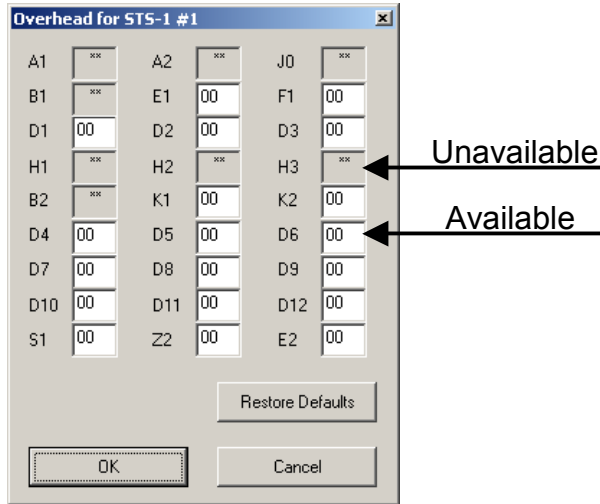 Overhead for STS-1 #1
A1 ** A2 ** J0 **
B1 ** E1 00 F1 00
D1 00 D2 00 D3 00
H1 ** H2 ** H3 ** Unavailable
B2 ** K1 00 K2 00
D4 00 D5 00 D6 00 Available
D7 00 D8 00 D9 00
D10 00 D11 00 D12 00
S1 00 Z2 00 E2 00
Restore Defaults
OK Cancel